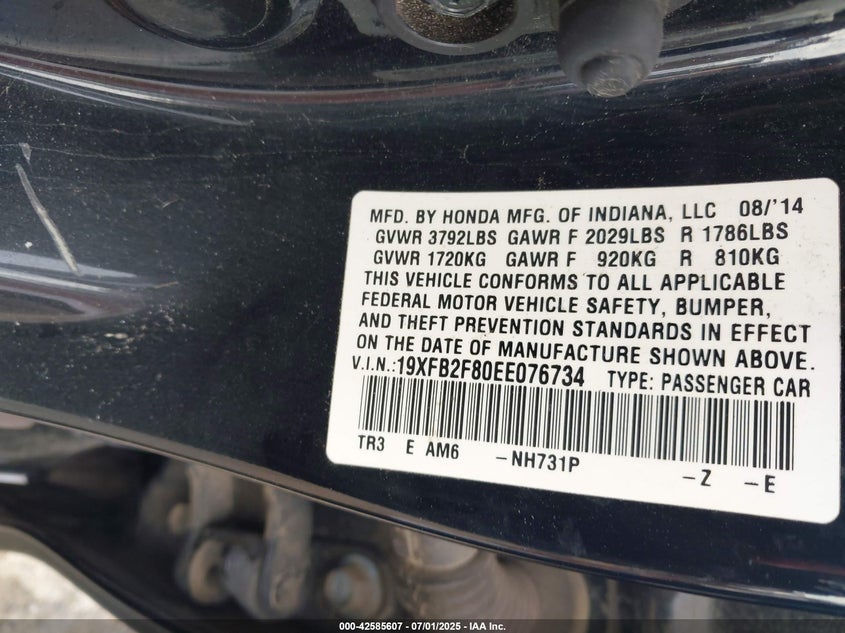 MFD. BY HONDA MFG. OF INDIANA, LLC 08/'14
GVWR 3792LBS GAWR F 2029LBS R 1786LBS
GVWR 1720KG GAWR F 920KG R 810KG
THIS VEHICLE CONFORMS TO ALL APPLICABLE
FEDERAL MOTOR VEHICLE SAFETY, BUMPER,
AND THEFT PREVENTION STANDARDS IN EFFECT
ON THE DATE OF MANUFACTURE SHOWN ABOVE.
V.I.N.:19XFB2F80EE076734 TYPE: PASSENGER CAR
TR3 E AM6 -NH731P -Z -E
000-42585607 - 07/01/2025 - IAA Inc.